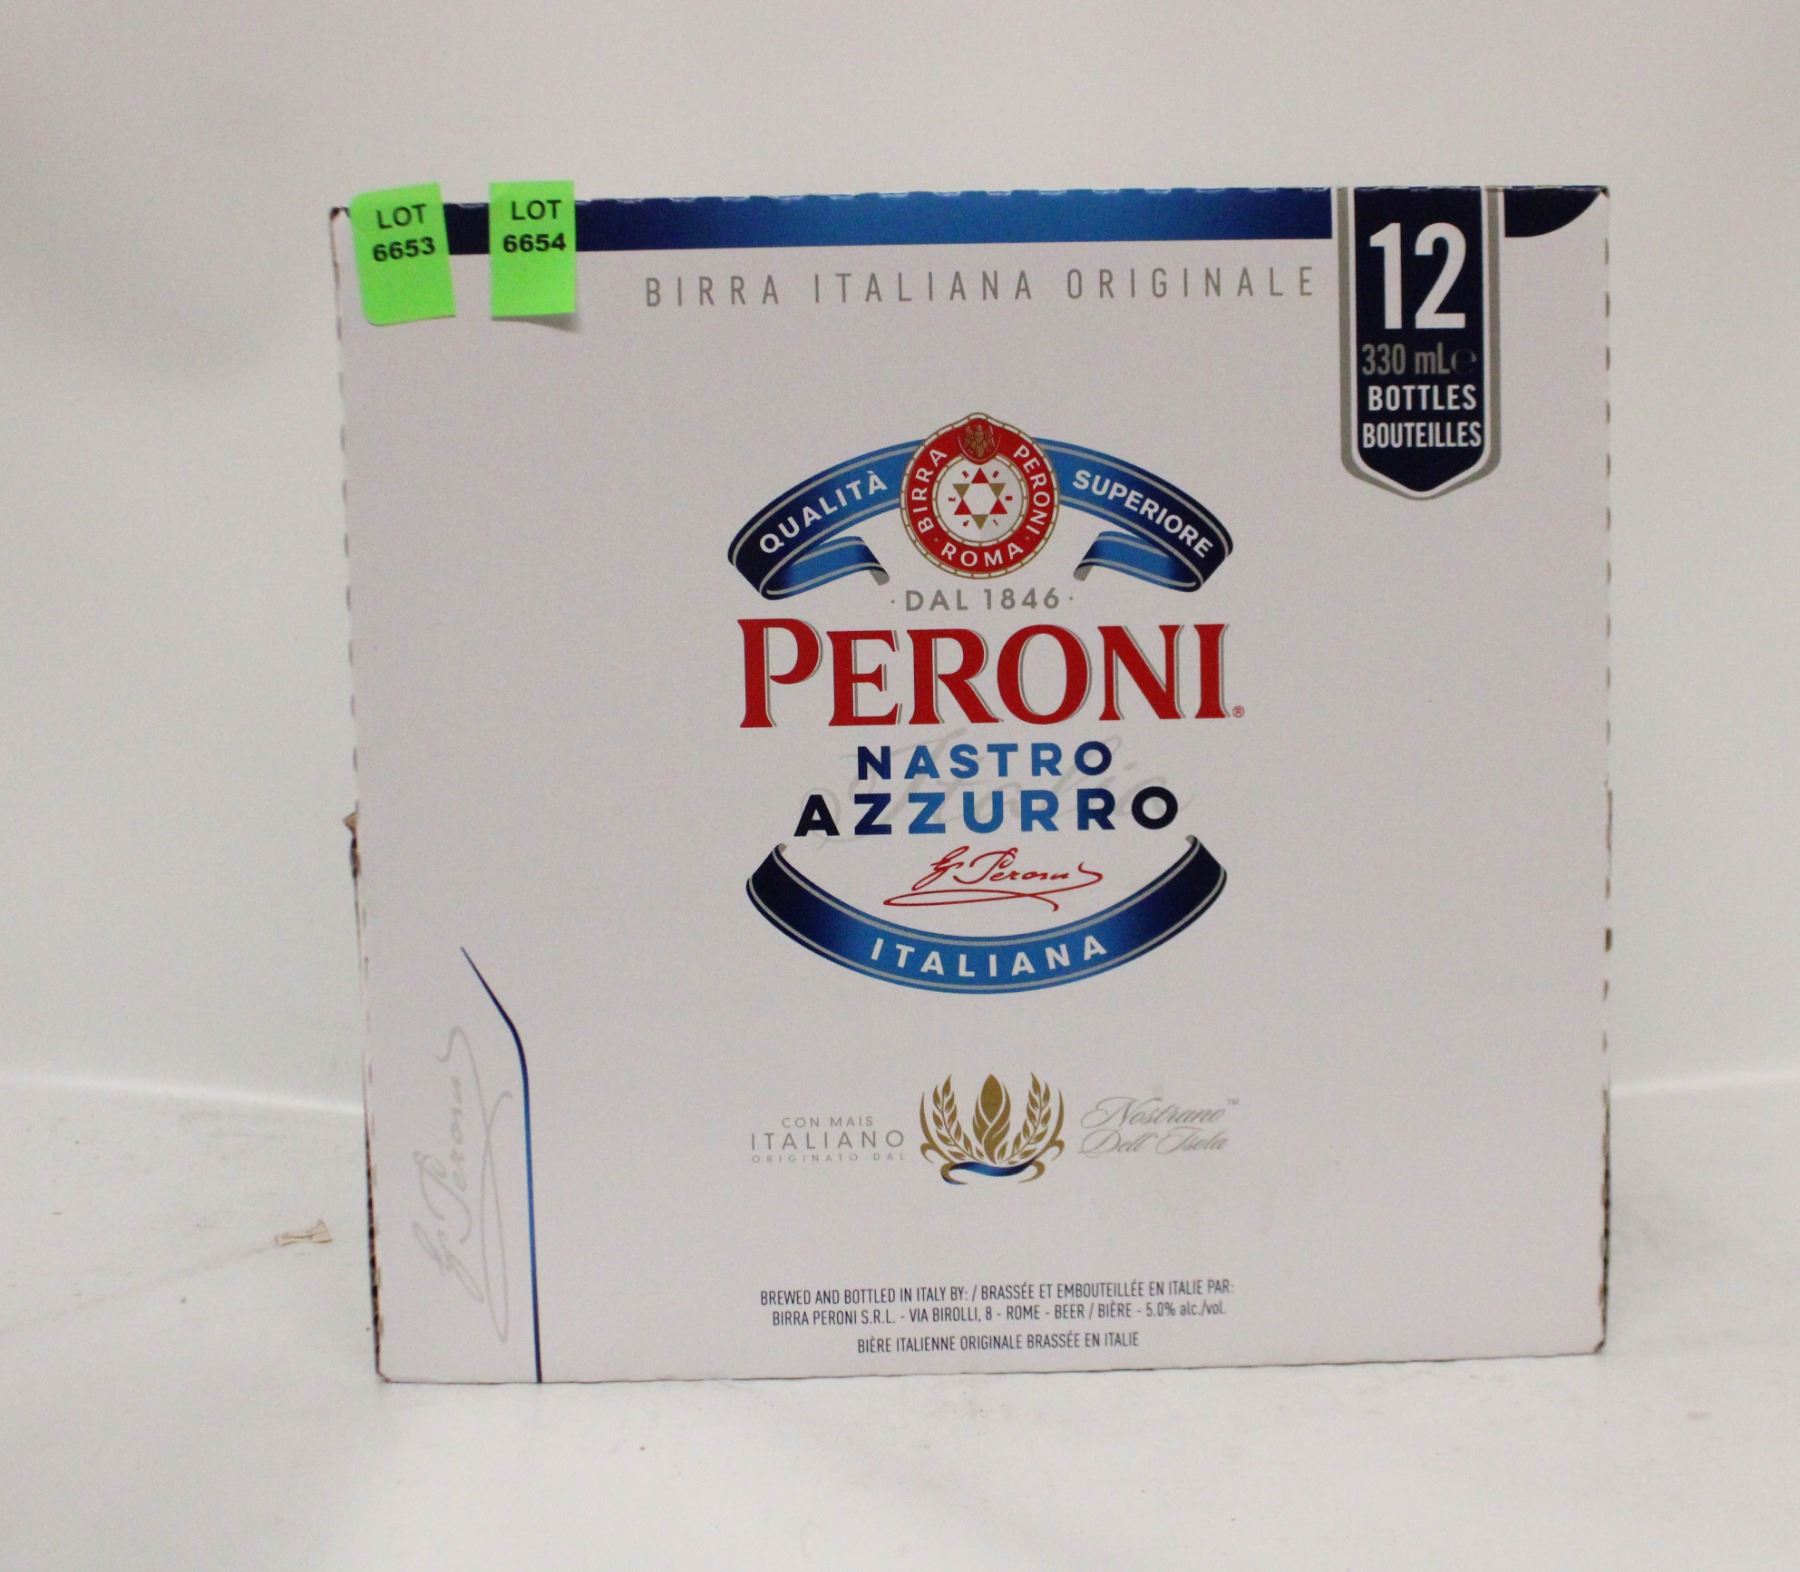 LOT
6653
LOT
6654
BIRRA ITALIANA ORIGINALE
12
330 mL℮
BOTTLES
BOUTEILLES
QUALITÀ
BIRRA PERONI
ROMA
SUPERIORE
·DAL 1846·
PERONI®
NASTRO
AZZURRO
G. Peroni
ITALIANA
CON MAIS
ITALIANO
ORIGINATO DAL
Nostrano™
Dell' Isola
G. Peroni
BREWED AND BOTTLED IN ITALY BY: / BRASSÉE ET EMBOUTEILLÉE EN ITALIE PAR:
BIRRA PERONI S.R.L. - VIA BIROLLI, 8 - ROME - BEER / BIÈRE - 5.0% alc./vol.
BIÈRE ITALIENNE ORIGINALE BRASSÉE EN ITALIE